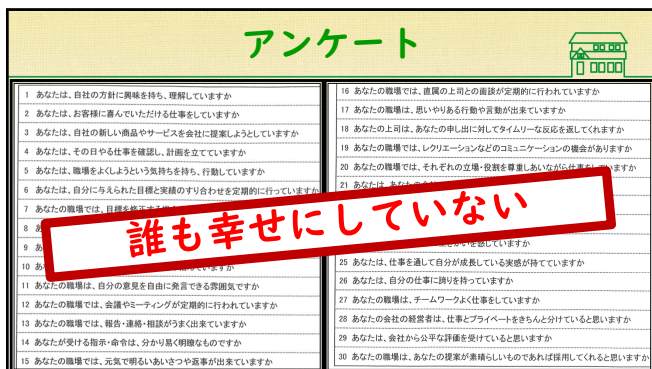 アンケート
1 あなたは、自社の方針に興味を持ち、理解していますか
2 あなたは、お客様に喜んでいただける仕事をしていますか
3 あなたは、自社の新しい商品やサービスを会社に提案しようとしていますか
4 あなたは、その日やる仕事を確認し、計画を立てていますか
5 あなたは、職場をよくしようという気持ちを持ち、行動していますか
6 あなたは、自分に与えられた目標と実績のすり合わせを定期的に行っていますか
7 あなたの職場では、目標を修正する
8
9
10
11 あなたの職場は、自分の意見を自由に発言できる雰囲気ですか
12 あなたの職場では、会議やミーティングが定期的に行われていますか
13 あなたの職場では、報告・連絡・相談がうまく出来ていますか
14 あなたが受ける指示・命令は、分かり易く明瞭なものですか
15 あなたの職場では、元気で明るいあいさつや返事が出来ていますか
16 あなたの職場では、直属の上司との面談が定期的に行われていますか
17 あなたの職場は、思いやりある行動や言動が出来ていますか
18 あなたの上司は、あなたの申し出に対してタイムリーな反応を返してくれますか
19 あなたの職場では、レクリエーションなどのコミュニケーションの機会がありますか
20 あなたの職場では、それぞれの立場・役割を尊重しあいながら仕事をしていますか
21 あなたは、
誰も幸せにしていない
を感じていますか
25 あなたは、仕事を通して自分が成長している実感が持てていますか
26 あなたは、自分の仕事に誇りを持っていますか
27 あなたの職場は、チームワークよく仕事をしていますか
28 あなたの会社の経営者は、仕事とプライベートをきちんと分けていると思いますか
29 あなたは、会社から公平な評価を受けていると思いますか
30 あなたの職場は、あなたの提案が素晴らしいものであれば採用してくれると思いますか